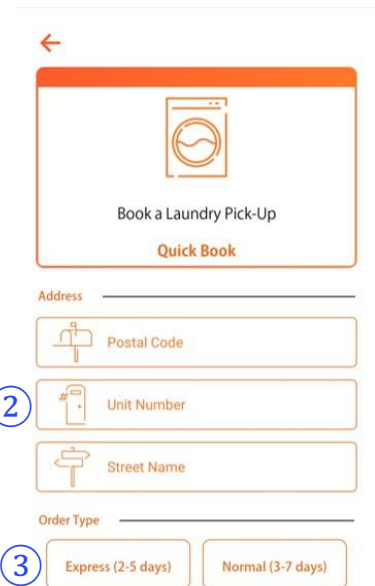 Book a Laundry Pick-Up
Quick Book
Address
Postal Code
②
#
Unit Number
Street Name
Order Type
③
Express (2-5 days) Normal (3-7 days)